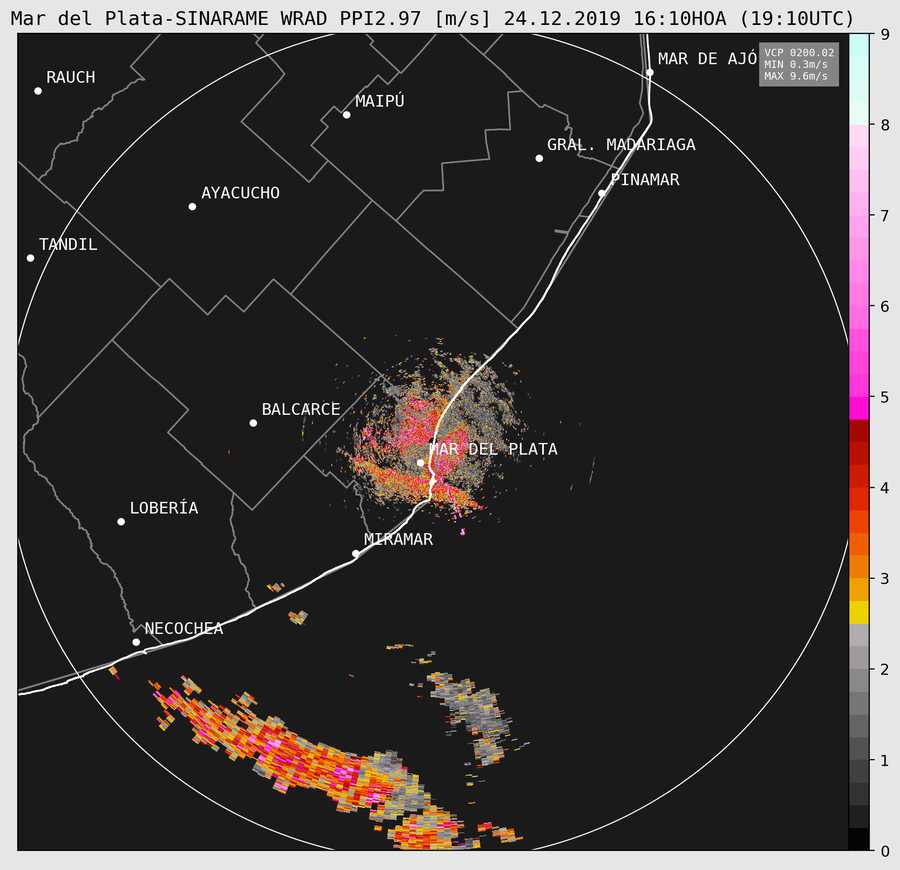 Mar del Plata-SINARAME WRAD PPI2.97 [m/s] 24.12.2019 16:10HOA (19:10UTC)
VCP 0200.02
MIN 0.3m/s
MAX 9.6m/s
RAUCH
MAIPÚ
MAR DE AJÓ
GRAL. MADARIAGA
PINAMAR
AYACUCHO
TANDIL
BALCARCE
MAR DEL PLATA
LOBERÍA
MIRAMAR
NECOCHEA
9
8
7
6
5
4
3
2
1
0